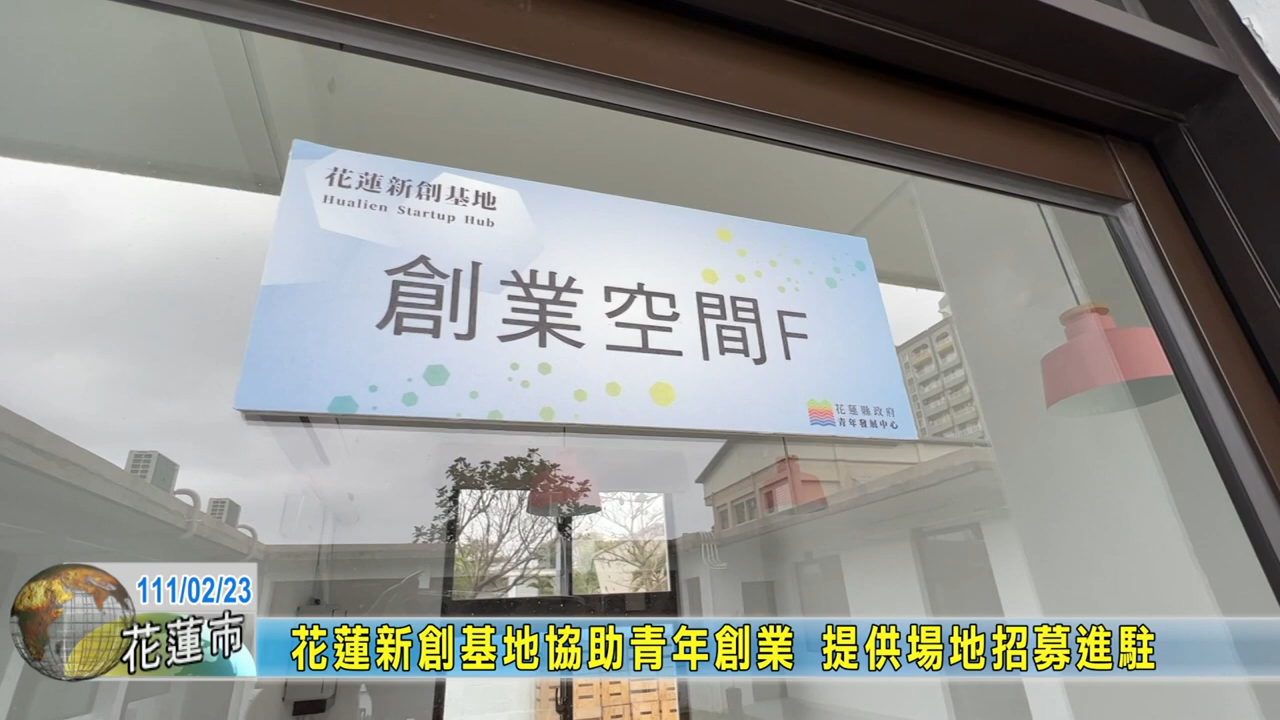 花蓮新創基地
Hualien Startup Hub
創業空間F
花蓮縣政府
青年發展中心
111/02/23
花蓮市
花蓮新創基地協助青年創業 提供場地招募進駐